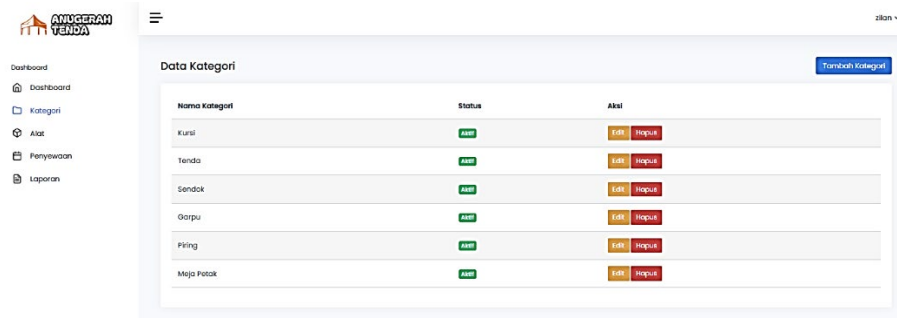 ANUGERAH
TENDA
zilan
Dashboard
Dashboard
Kategori
Alat
Penyewaan
Laporan
Data Kategori
Tambah Kategori
Nama Kategori Status Aksi
Kursi Aktif Edit Hapus
Tenda Aktif Edit Hapus
Sendok Aktif Edit Hapus
Garpu Aktif Edit Hapus
Piring Aktif Edit Hapus
Meja Petak Aktif Edit Hapus